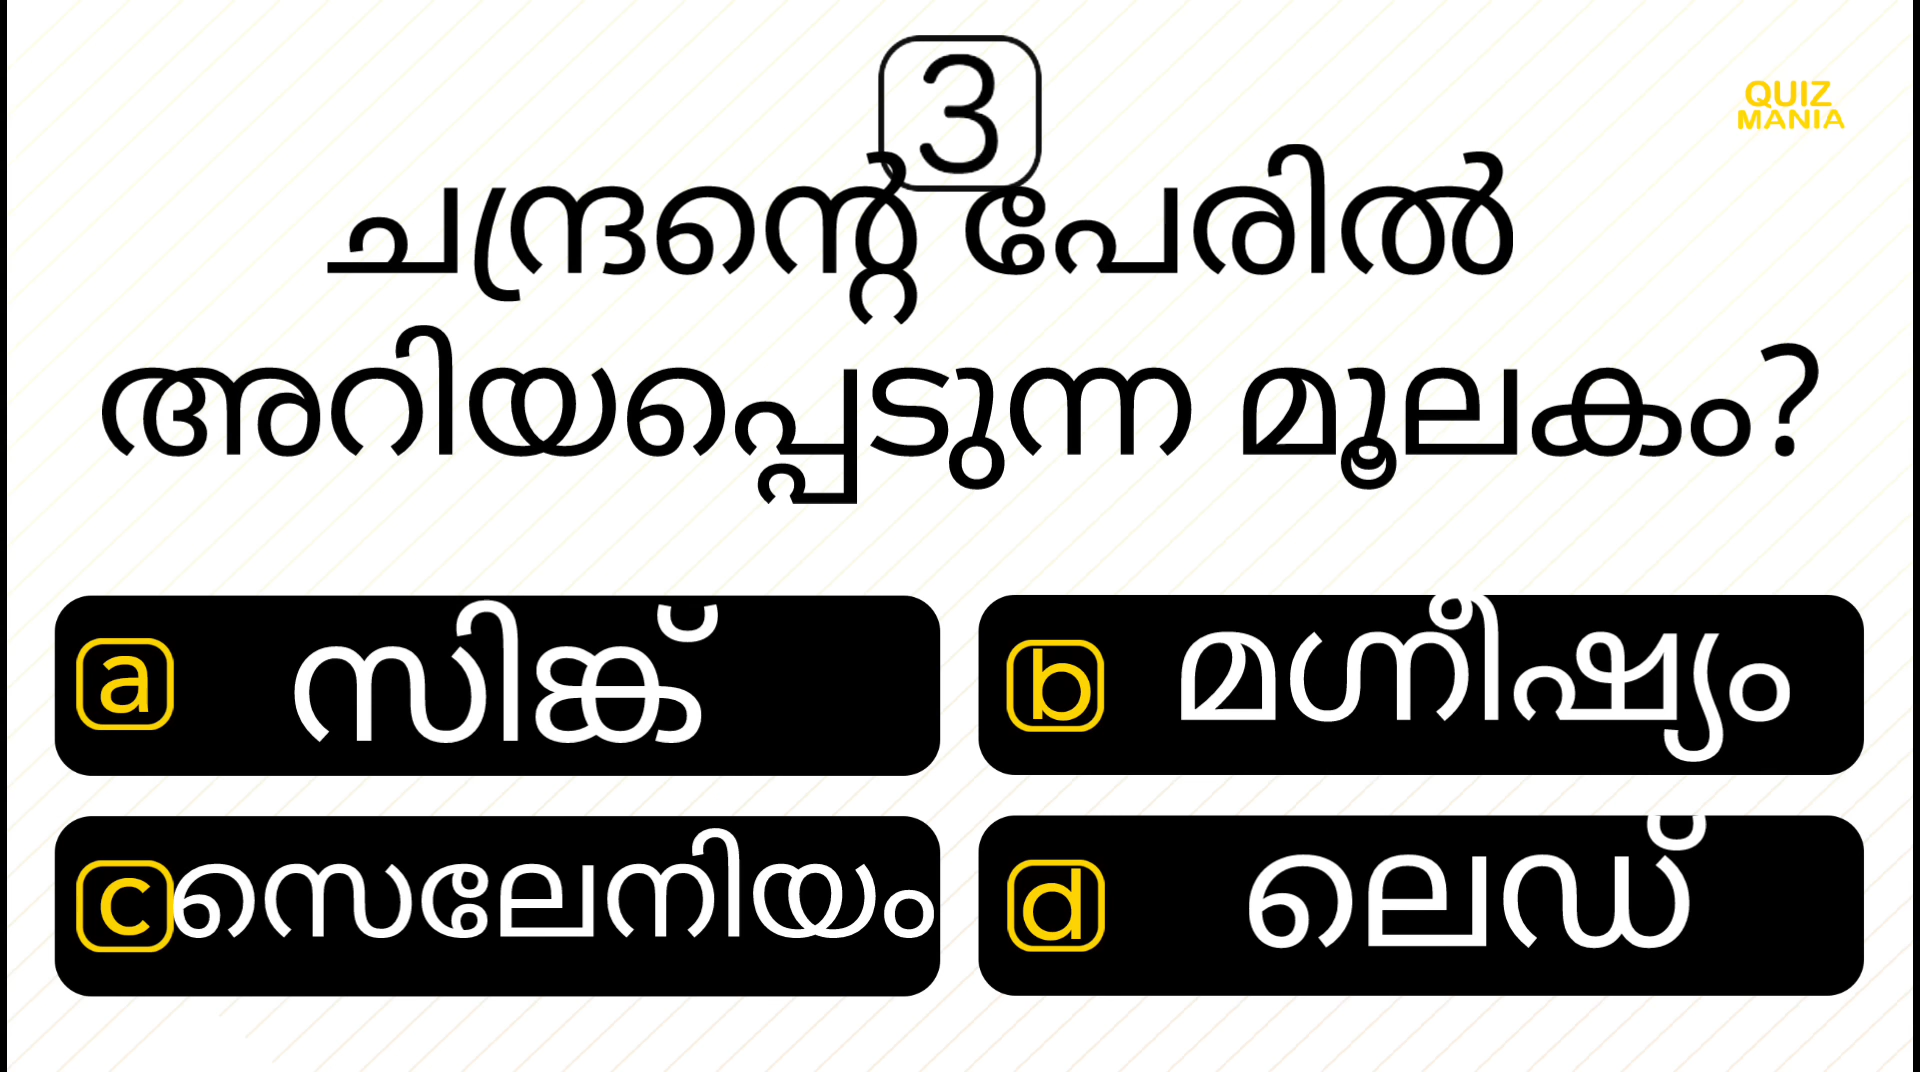 3
QUIZ
MANIA
ചന്ദ്രന്റെ പേരിൽ
അറിയപ്പെടുന്ന മൂലകം?
a സിങ്ക്
b മഗ്നീഷ്യം
c സെലേനിയം
d ലെഡ്